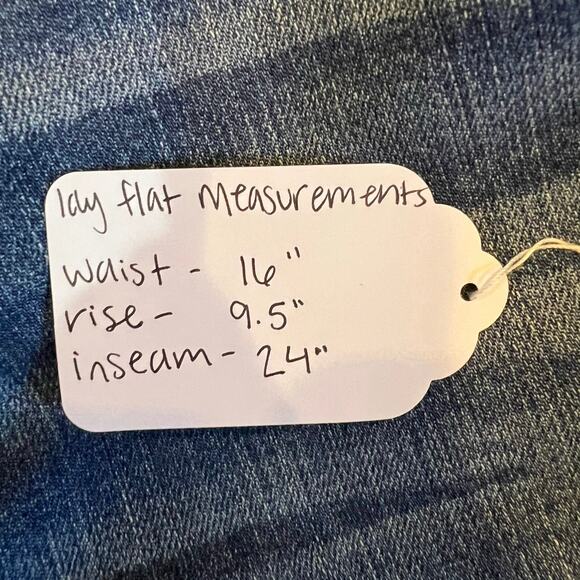 lay flat measurements
waist - 16"
rise - 9.5"
inseam - 24"